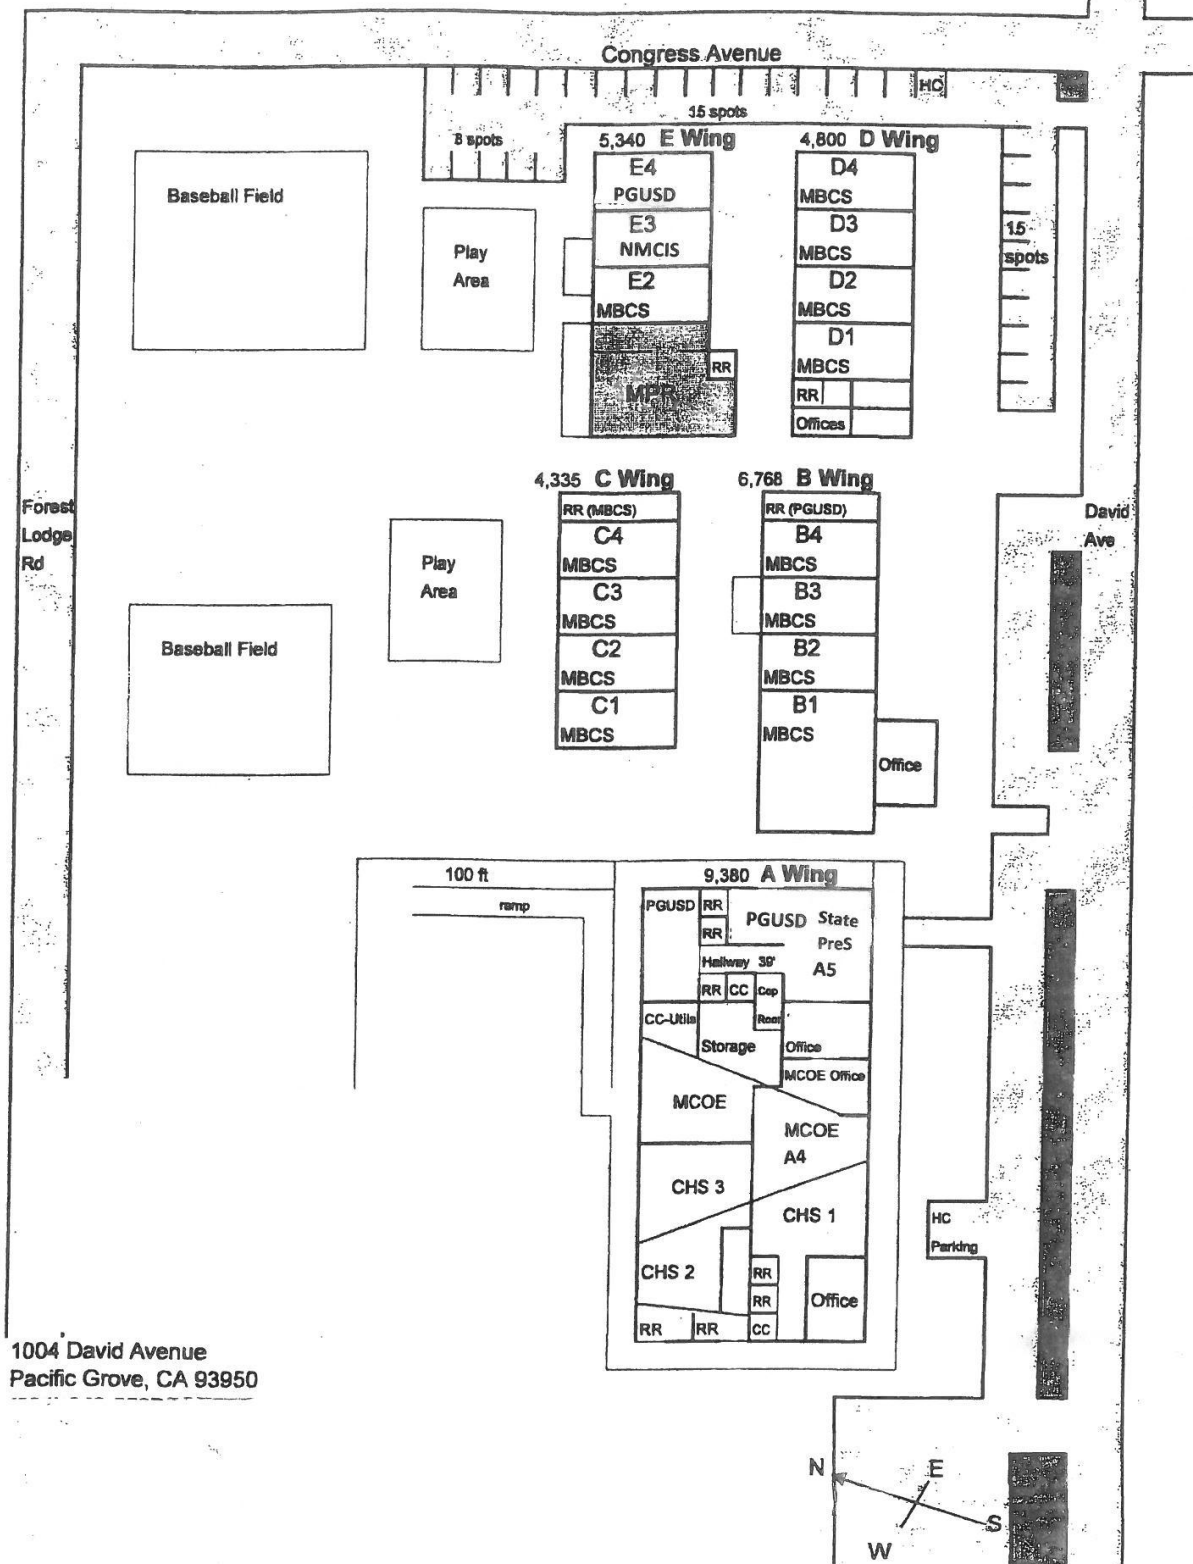 Congress Avenue
HC
15 spots
8 spots
5,340 E Wing
4,800 D Wing
E4
PGUSD
E3
NMCIS
E2
MBCS
MPR
RR
D4
MBCS
D3
MBCS
D2
MBCS
D1
MBCS
RR
Offices
15
spots
Baseball Field
Play
Area
4,335 C Wing
6,768 B Wing
RR (MBCS)
C4
MBCS
C3
MBCS
C2
MBCS
C1
MBCS
RR (PGUSD)
B4
MBCS
B3
MBCS
B2
MBCS
B1
MBCS
Office
Forest
Lodge
Rd
David
Ave
Play
Area
Baseball Field
100 ft
ramp
9,380 A Wing
PGUSD
RR
RR
PGUSD State
PreS
A5
Hallway 39'
RR
CC
Cop
Room
CC-Utils
Storage
Office
MCOE Office
MCOE
MCOE
A4
CHS 3
CHS 1
CHS 2
RR
RR
CC
Office
RR
RR
HC
Parking
1004 David Avenue
Pacific Grove, CA 93950
N
E
S
W